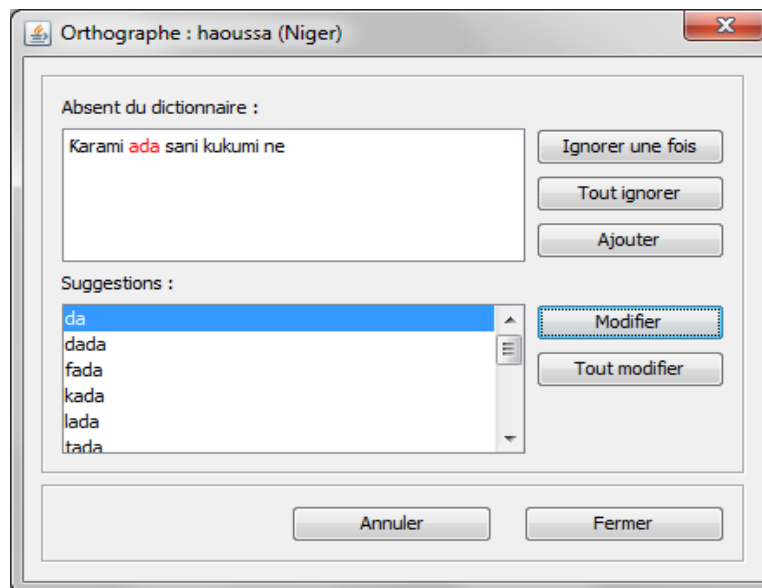 Orthographe : haoussa (Niger)
Absent du dictionnaire :
Karami ada sani kukumi ne
Ignorer une fois
Tout ignorer
Ajouter
Suggestions :
da
dada
fada
kada
lada
tada
Modifier
Tout modifier
Annuler
Fermer